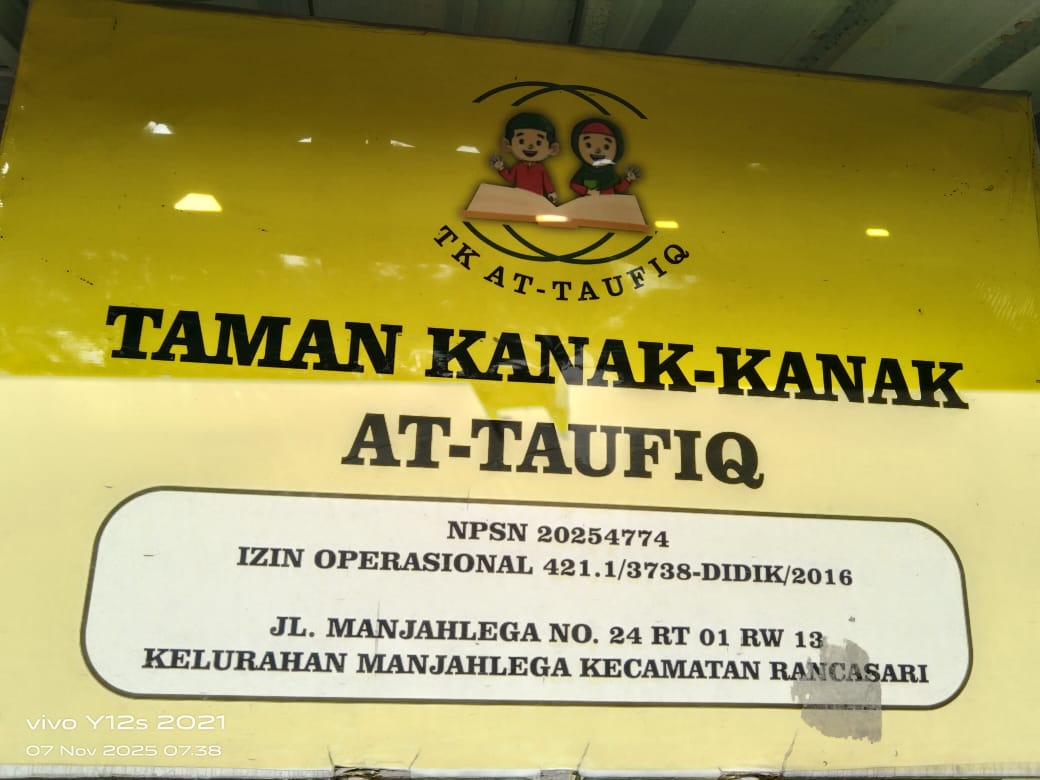 TK AT-TAUFIQ
TAMAN KANAK-KANAK
AT-TAUFIQ
NPSN 20254774
IZIN OPERASIONAL 421.1/3738-DIDIK/2016
JL. MANJAHLEGA NO. 24 RT 01 RW 13
KELURAHAN MANJAHLEGA KECAMATAN RANCASARI
vivo Y12s 2021
07 Nov 2025 07.38